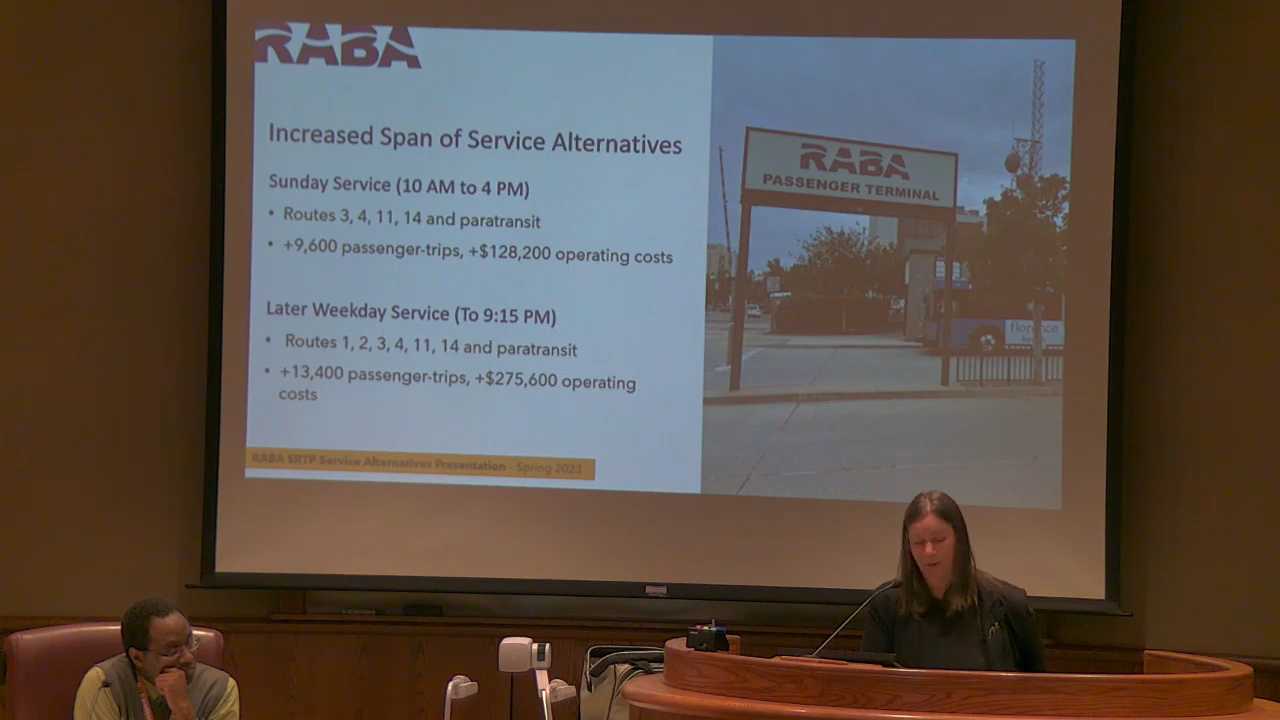 RABA
Increased Span of Service Alternatives
Sunday Service (10 AM to 4 PM)
• Routes 3, 4, 11, 14 and paratransit
• +9,600 passenger-trips, +$128,200 operating costs
Later Weekday Service (To 9:15 PM)
• Routes 1, 2, 3, 4, 11, 14 and paratransit
• +13,400 passenger-trips, +$275,600 operating
costs
RABA SRTP Service Alternatives Presentation - Spring 2023
RABA
PASSENGER TERMINAL
florence